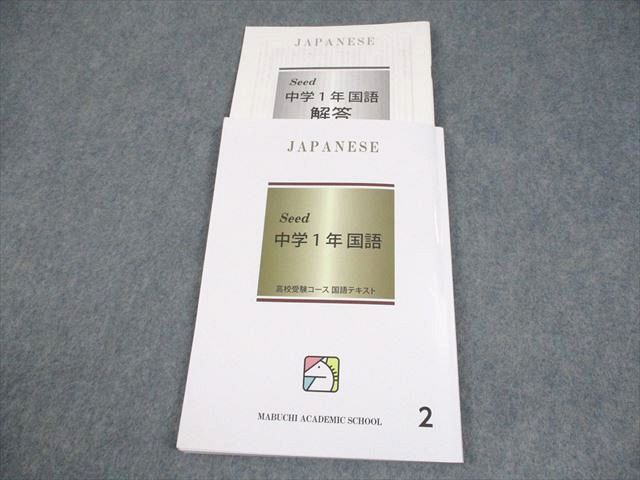 JAPANESE
Seed
中学1年 国語
解答
JAPANESE
Seed
中学1年 国語
高校受験コース 国語テキスト
MABUCHI ACADEMIC SCHOOL
2